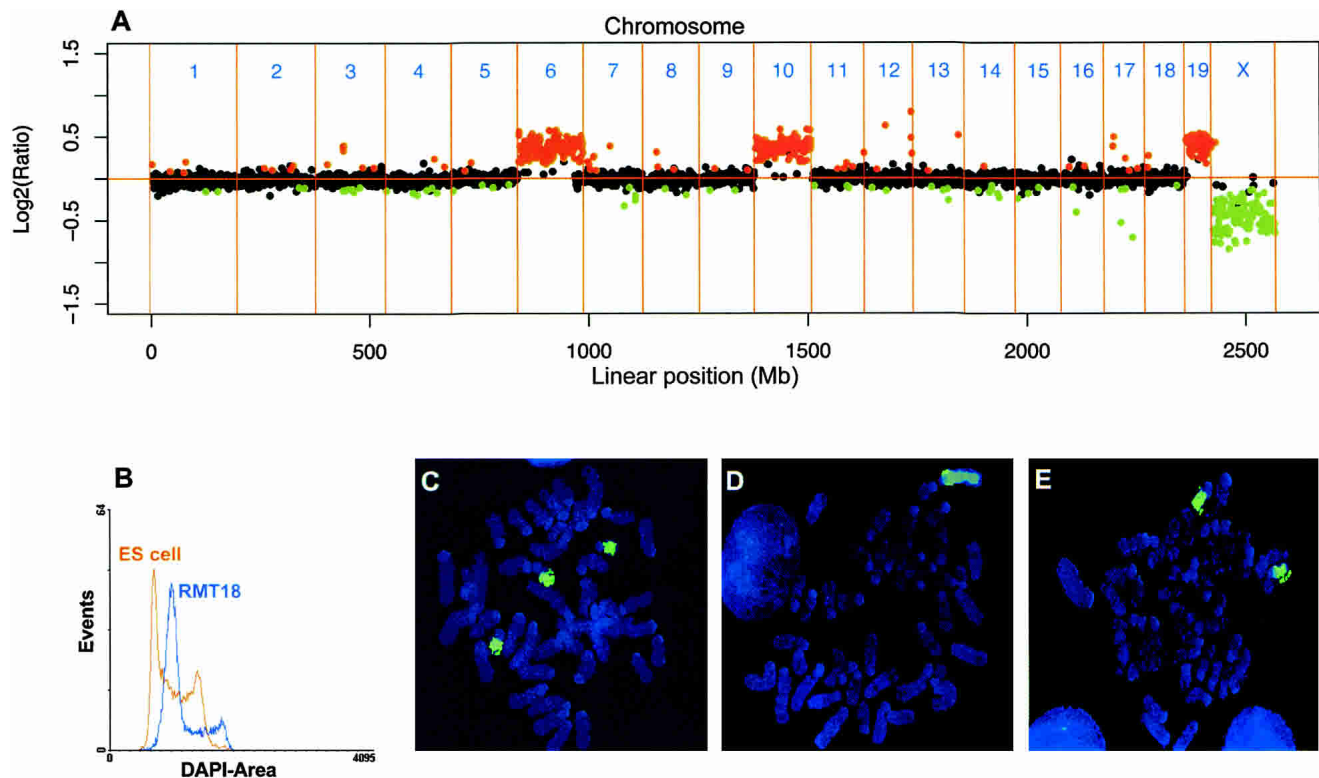 A
Chromosome
1.5
0.5
−0.5
−1.5
Log2(Ratio)
1 2 3 4 5 6 7 8 9 10 11 12 13 14 15 16 17 18 19 X
0 500 1000 1500 2000 2500
Linear position (Mb)
B
64
ES cell
RMT18
Events
0
4095
DAPI-Area
C
D
E